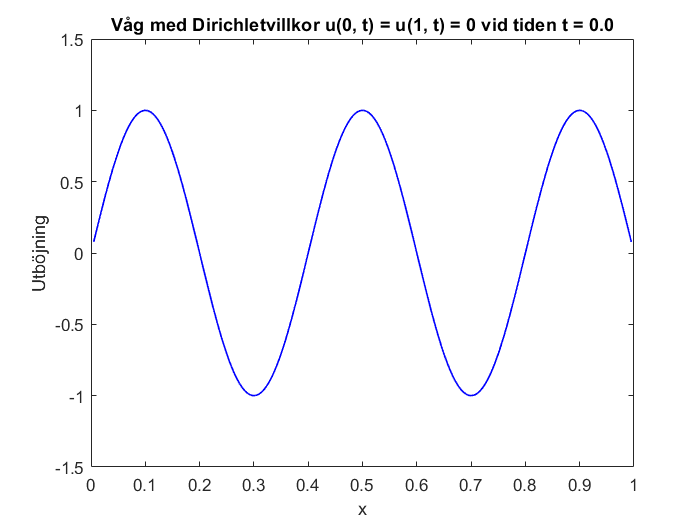 Våg med Dirichletvillkor u(0, t) = u(1, t) = 0 vid tiden t = 0.0
1.5
1
0.5
0
-0.5
-1
-1.5
Utböjning
0 0.1 0.2 0.3 0.4 0.5 0.6 0.7 0.8 0.9 1
x